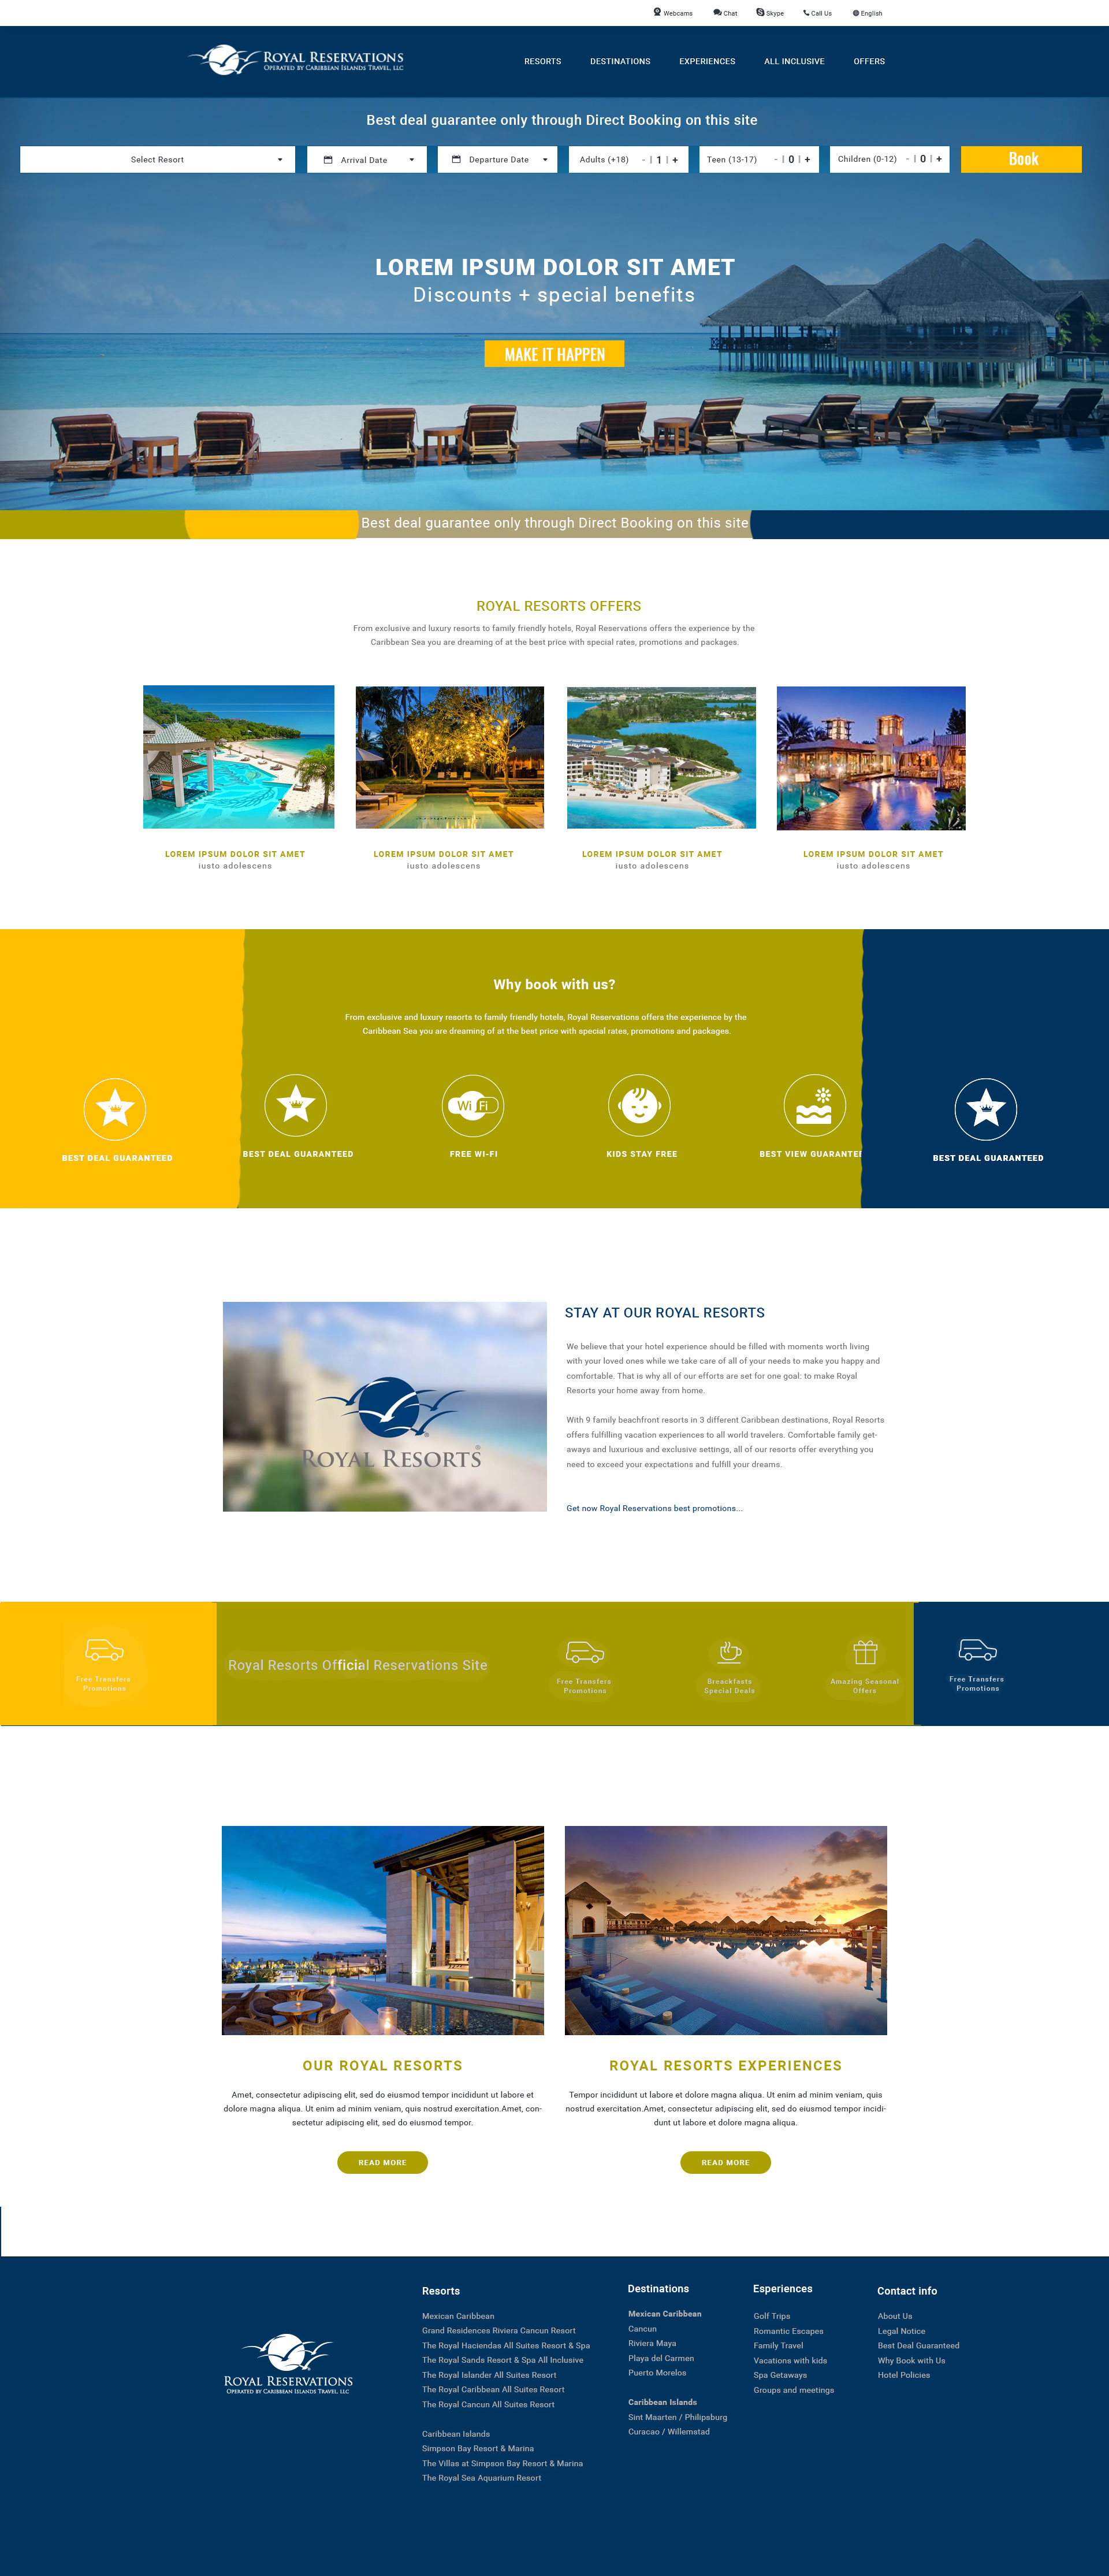 Webcams
Chat
Skype
Call Us
English
ROYAL RESERVATIONS
OPERATED BY CARIBBEAN ISLANDS TRAVEL, LLC
RESORTS
DESTINATIONS
EXPERIENCES
ALL INCLUSIVE
OFFERS
Best deal guarantee only through Direct Booking on this site
Select Resort
Arrival Date
Departure Date
Adults (+18) - | 1 | +
Teen (13-17) - | 0 | +
Children (0-12) - | 0 | +
Book
LOREM IPSUM DOLOR SIT AMET
Discounts + special benefits
MAKE IT HAPPEN
Best deal guarantee only through Direct Booking on this site
ROYAL RESORTS OFFERS
From exclusive and luxury resorts to family friendly hotels, Royal Reservations offers the experience by the
Caribbean Sea you are dreaming of at the best price with special rates, promotions and packages.
LOREM IPSUM DOLOR SIT AMET
iusto adolescens
LOREM IPSUM DOLOR SIT AMET
iusto adolescens
LOREM IPSUM DOLOR SIT AMET
iusto adolescens
LOREM IPSUM DOLOR SIT AMET
iusto adolescens
Why book with us?
From exclusive and luxury resorts to family friendly hotels, Royal Reservations offers the experience by the
Caribbean Sea you are dreaming of at the best price with special rates, promotions and packages.
BEST DEAL GUARANTEED
BEST DEAL GUARANTEED
Wi Fi
FREE WI-FI
KIDS STAY FREE
BEST VIEW GUARANTE
BEST DEAL GUARANTEED
ROYAL RESORTS®
STAY AT OUR ROYAL RESORTS
We believe that your hotel experience should be filled with moments worth living
with your loved ones while we take care of all of your needs to make you happy and
comfortable. That is why all of our efforts are set for one goal: to make Royal
Resorts your home away from home.
With 9 family beachfront resorts in 3 different Caribbean destinations, Royal Resorts
offers fulfilling vacation experiences to all world travelers. Comfortable family get-
aways and luxurious and exclusive settings, all of our resorts offer everything you
need to exceed your expectations and fulfill your dreams.
Get now Royal Reservations best promotions...
Free Transfers
Promotions
Royal Resorts Official Reservations Site
Free Transfers
Promotions
Breackfasts
Special Deals
Amazing Seasonal
Offers
Free Transfers
Promotions
OUR ROYAL RESORTS
Amet, consectetur adipiscing elit, sed do eiusmod tempor incididunt ut labore et
dolore magna aliqua. Ut enim ad minim veniam, quis nostrud exercitation.Amet, con-
sectetur adipiscing elit, sed do eiusmod tempor.
READ MORE
ROYAL RESORTS EXPERIENCES
Tempor incididunt ut labore et dolore magna aliqua. Ut enim ad minim veniam, quis
nostrud exercitation.Amet, consectetur adipiscing elit, sed do eiusmod tempor incidi-
dunt ut labore et dolore magna aliqua.
READ MORE
ROYAL RESERVATIONS
OPERATED BY CARIBBEAN ISLANDS TRAVEL, LLC
Resorts
Mexican Caribbean
Grand Residences Riviera Cancun Resort
The Royal Haciendas All Suites Resort & Spa
The Royal Sands Resort & Spa All Inclusive
The Royal Islander All Suites Resort
The Royal Caribbean All Suites Resort
The Royal Cancun All Suites Resort
Caribbean Islands
Simpson Bay Resort & Marina
The Villas at Simpson Bay Resort & Marina
The Royal Sea Aquarium Resort
Destinations
Mexican Caribbean
Cancun
Riviera Maya
Playa del Carmen
Puerto Morelos
Caribbean Islands
Sint Maarten / Philipsburg
Curacao / Willemstad
Esperiences
Golf Trips
Romantic Escapes
Family Travel
Vacations with kids
Spa Getaways
Groups and meetings
Contact info
About Us
Legal Notice
Best Deal Guaranteed
Why Book with Us
Hotel Policies